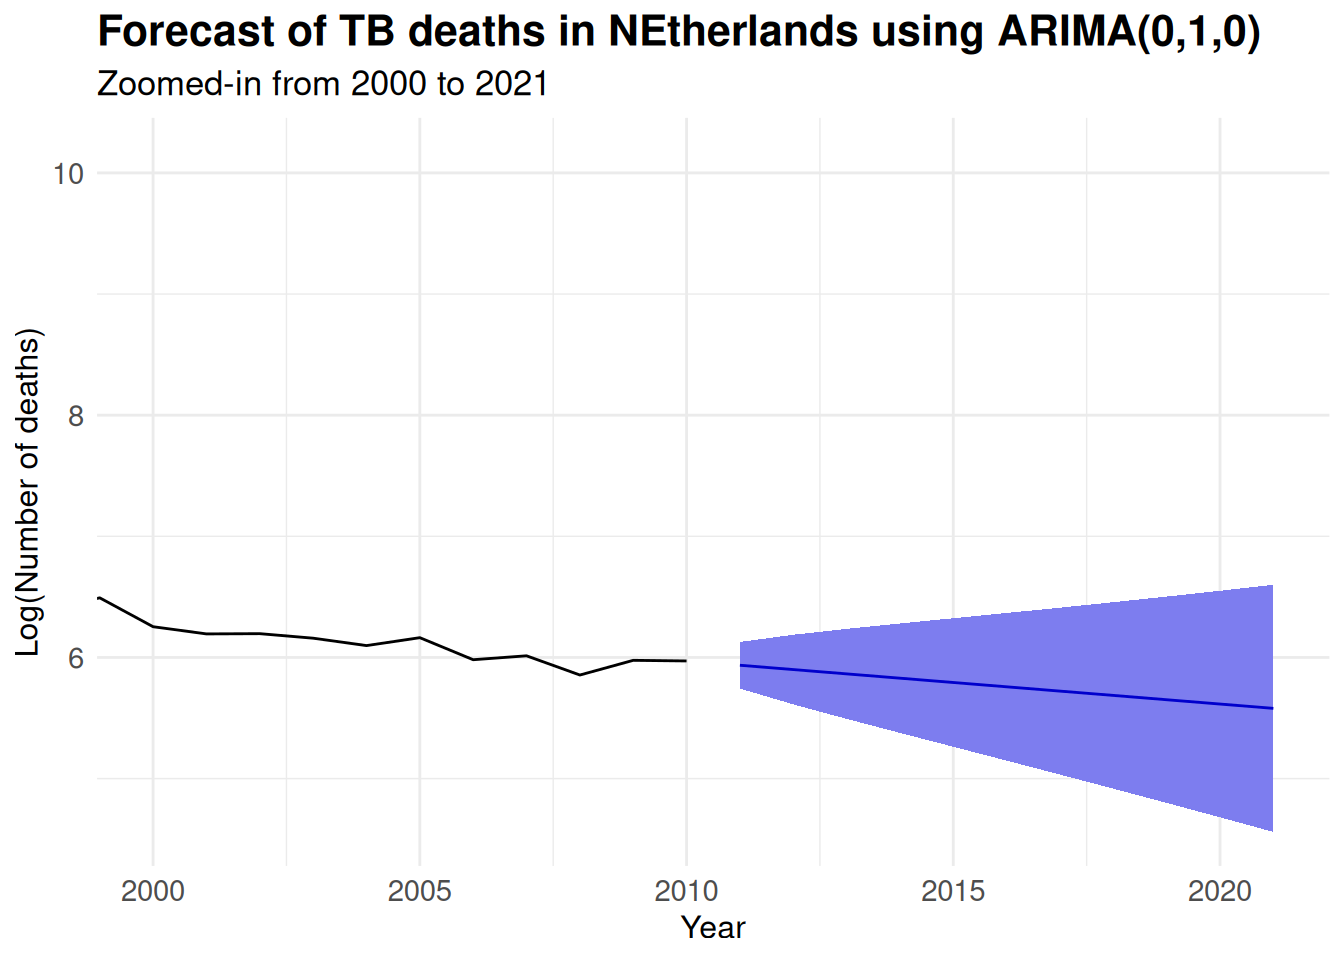 Forecast of TB deaths in NEtherlands using ARIMA(0,1,0)
Zoomed-in from 2000 to 2021
Log(Number of deaths)
10
8
6
2000
2005
2010
2015
2020
Year